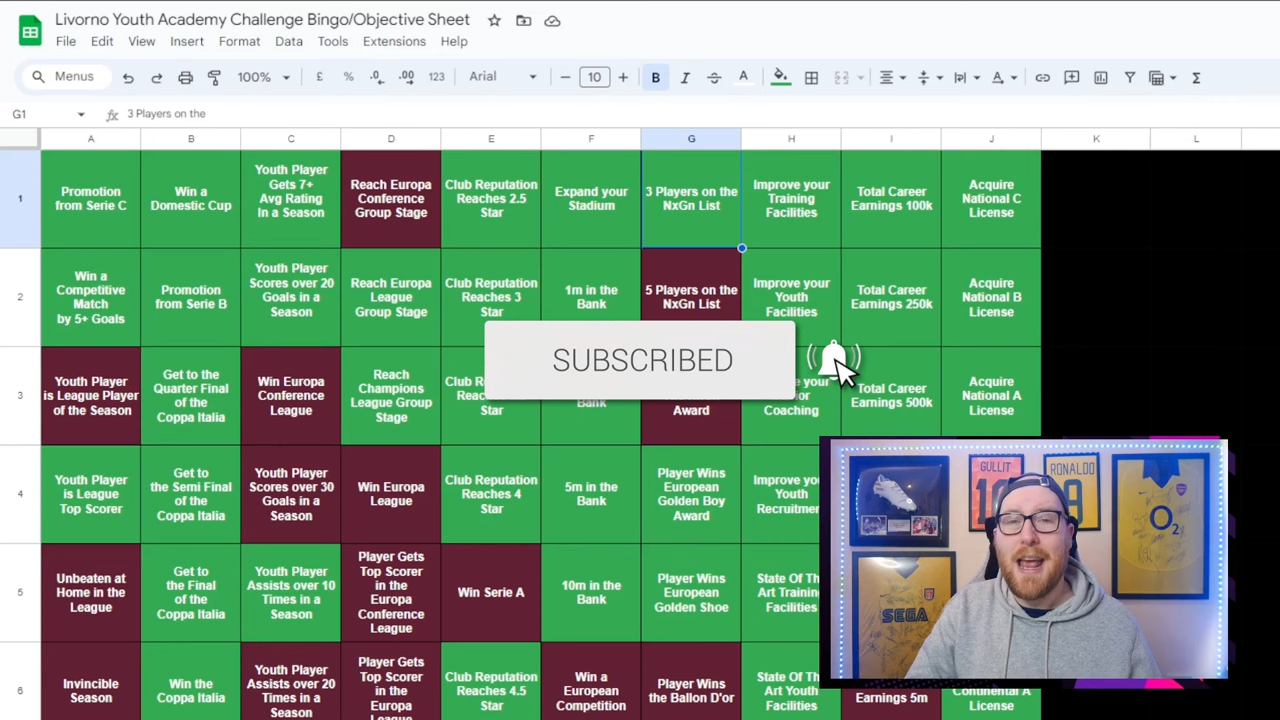 Livorno Youth Academy Challenge Bingo/Objective Sheet
File Edit View Insert Format Data Tools Extensions Help
Menus 100% £ % .0 .00 123 Arial 10 B I A Σ
G1 fx 3 Players on the
A B C D E F G H I J K L
1
Promotion
from Serie C
Win a
Domestic Cup
Youth Player
Gets 7+
Avg Rating
In a Season
Reach Europa
Conference
Group Stage
Club Reputation
Reaches 2.5
Star
Expand your
Stadium
3 Players on the
NxGn List
Improve your
Training
Facilities
Total Career
Earnings 100k
Acquire
National C
License
2
Win a
Competitive
Match
by 5+ Goals
Promotion
from Serie B
Youth Player
Scores over 20
Goals in a
Season
Reach Europa
League
Group Stage
Club Reputation
Reaches 3
Star
1m in the
Bank
5 Players on the
NxGn List
Improve your
Youth
Facilities
Total Career
Earnings 250k
Acquire
National B
License
SUBSCRIBED
3
Youth Player
is League Player
of the Season
Get to the
Quarter Final
of the
Coppa Italia
Win Europa
Conference
League
Reach
Champions
League Group
Stage
Star
Bank
Award
Coaching
Total Career
Earnings 500k
Acquire
National A
License
4
Youth Player
is League
Top Scorer
Get to
the Semi Final
of the
Coppa Italia
Youth Player
Scores over 30
Goals in a
Season
Win Europa
League
Club Reputation
Reaches 4
Star
5m in the
Bank
Player Wins
European
Golden Boy
Award
Improve
Youth
5
Unbeaten at
Home in the
League
Get to
the Final
of the
Coppa Italia
Youth Player
Assists over 10
Times in a
Season
Player Gets
Top Scorer
in the
Europa
Conference
League
Win Serie A
10m in the
Bank
Player Wins
European
Golden Shoe
State Of
Art
Facilities
6
Invincible
Season
Win the
Coppa Italia
Youth Player
Assists over 20
Times in a
Season
Player Gets
Top Scorer
in the
Europa
League
Club Reputation
Reaches 4.5
Star
Win a
European
Competition
Player Wins
the Ballon D'or
State Of
Art Youth
Facilities
Earnings 5m
Continental A
License
GULLIT
10
RONALDO
9
O2
SEGA